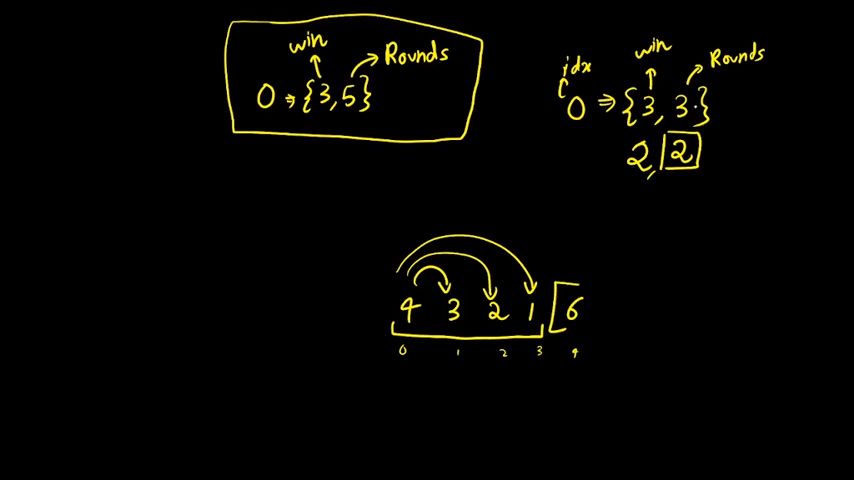 win
Rounds
0 ⇒ {3,5}
idx
win
Rounds
0 ⇒ {3, 3}
2, 2
4 3 2 1 [6
0 1 2 3 4